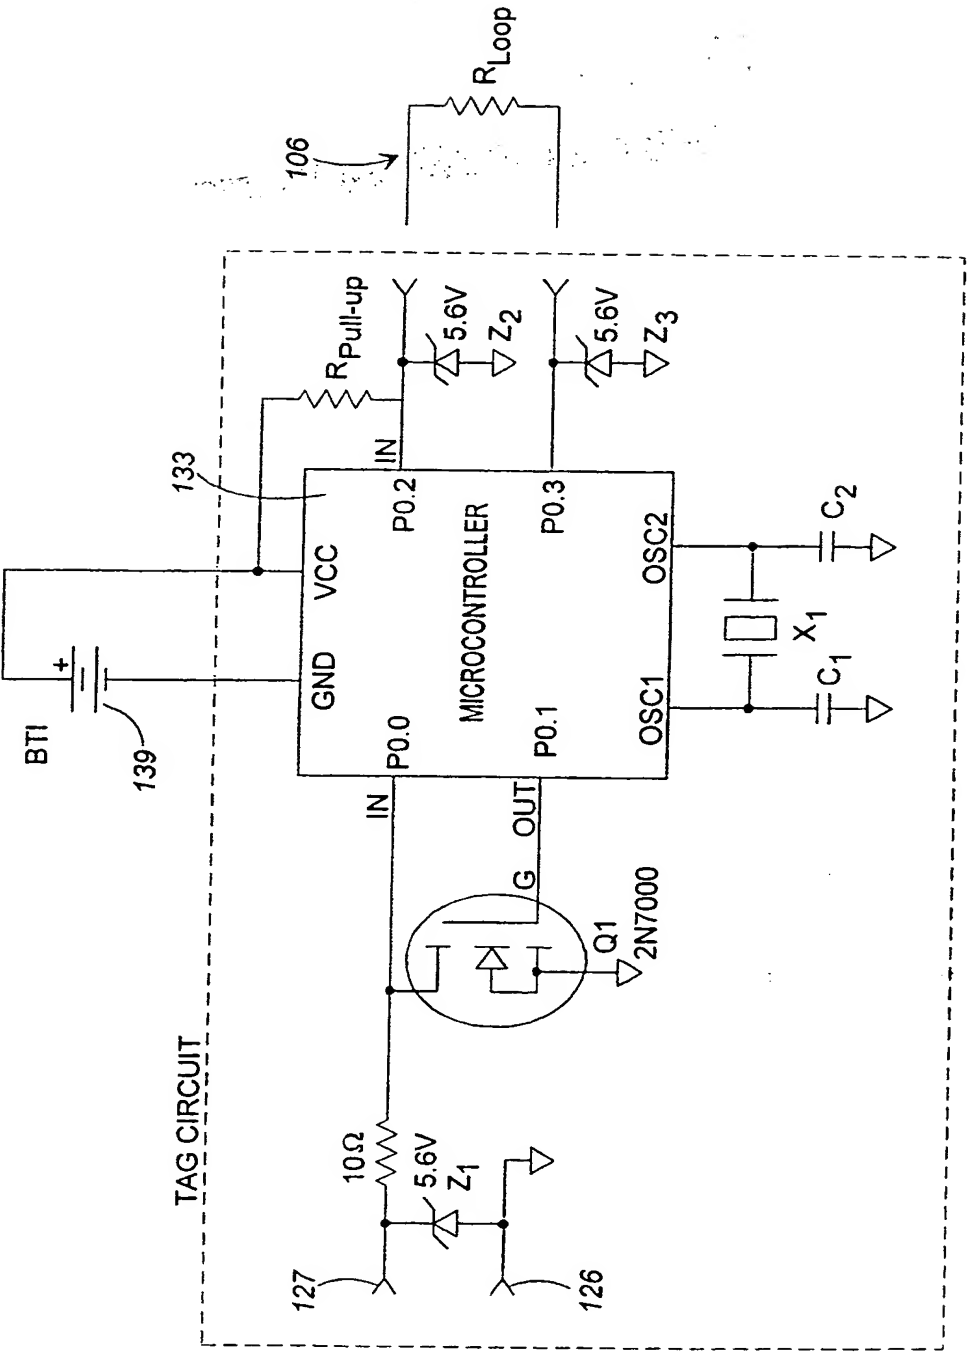 TAG CIRCUIT
BTI
+
139
133
106
R Loop
R Pull-up
GND
VCC
IN
P0.0
IN
P0.2
MICROCONTROLLER
OUT
P0.1
P0.3
OSC1
OSC2
G
Q1
2N7000
10Ω
5.6V
Z1
5.6V
Z2
5.6V
Z3
127
126
X1
C1
C2